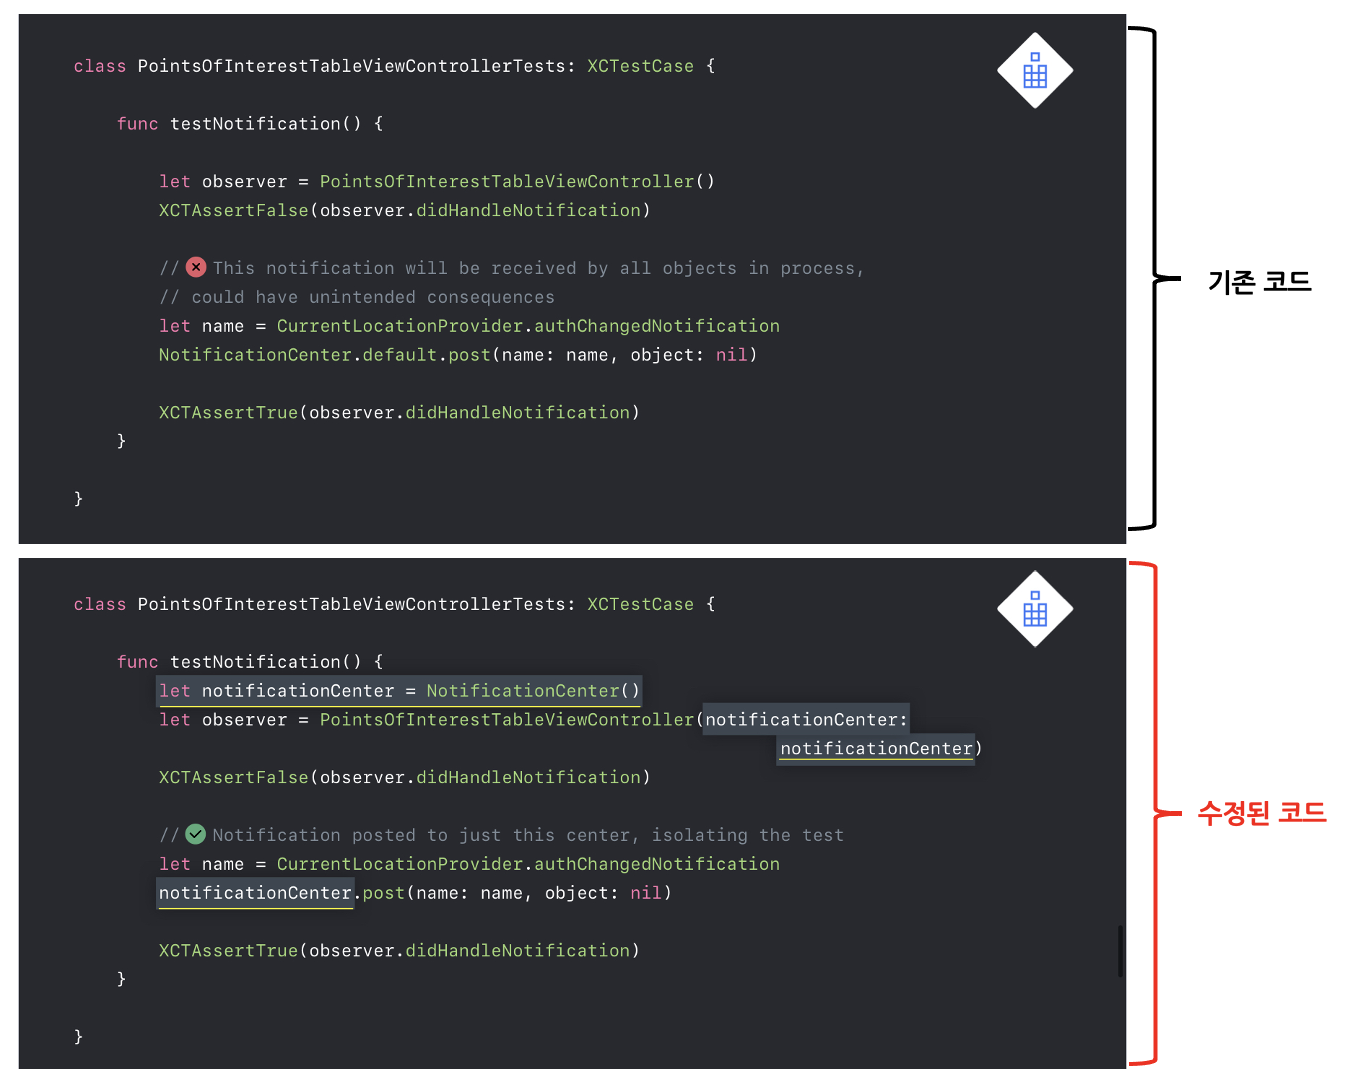 class PointsOfInterestTableViewControllerTests: XCTestCase {
func testNotification() {
let observer = PointsOfInterestTableViewController()
XCTAssertFalse(observer.didHandleNotification)
// This notification will be received by all objects in process,
// could have unintended consequences
let name = CurrentLocationProvider.authChangedNotification
NotificationCenter.default.post(name: name, object: nil)
XCTAssertTrue(observer.didHandleNotification)
}
}
기존 코드
class PointsOfInterestTableViewControllerTests: XCTestCase {
func testNotification() {
let notificationCenter = NotificationCenter()
let observer = PointsOfInterestTableViewController(notificationCenter:
notificationCenter)
XCTAssertFalse(observer.didHandleNotification)
// Notification posted to just this center, isolating the test
let name = CurrentLocationProvider.authChangedNotification
notificationCenter.post(name: name, object: nil)
XCTAssertTrue(observer.didHandleNotification)
}
}
수정된 코드